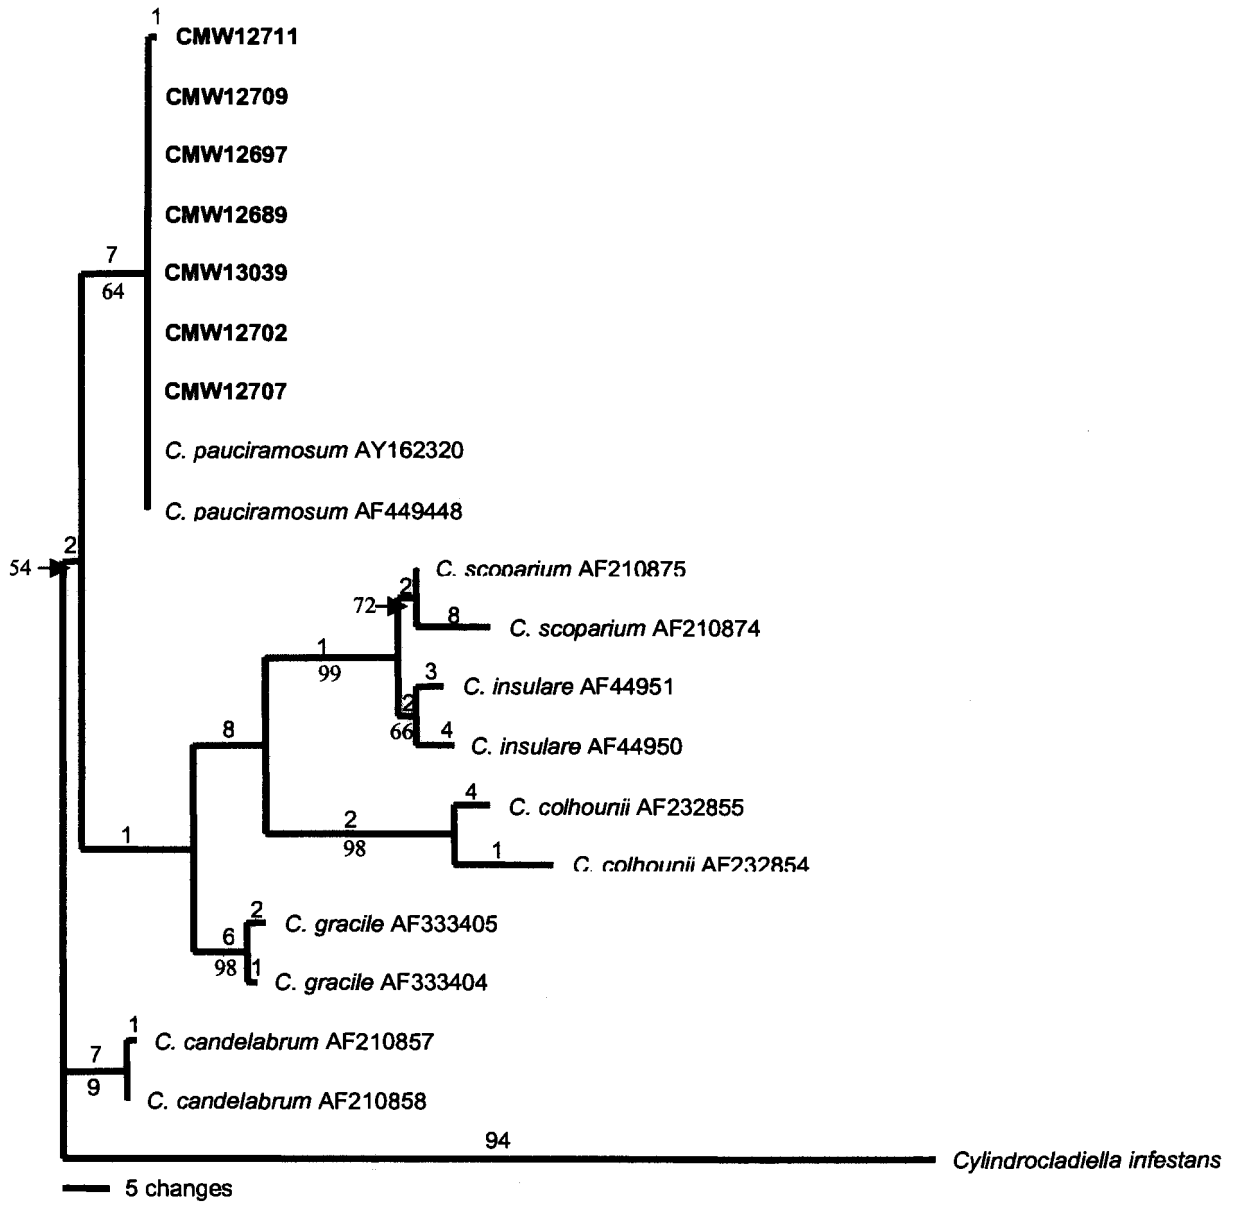 1
CMW12711
CMW12709
CMW12697
CMW12689
7
CMW13039
64
CMW12702
CMW12707
C. pauciramosum AY162320
C. pauciramosum AF449448
2
54
C. scoparium AF210875
2
72
8
C. scoparium AF210874
1
99
3
C. insulare AF44951
2
66
4
C. insulare AF44950
8
4
C. colhounii AF232855
2
98
1
1
C. colhounii AF232854
2
C. gracile AF333405
6
98
1
C. gracile AF333404
1
C. candelabrum AF210857
7
9
C. candelabrum AF210858
94
Cylindrocladiella infestans
5 changes